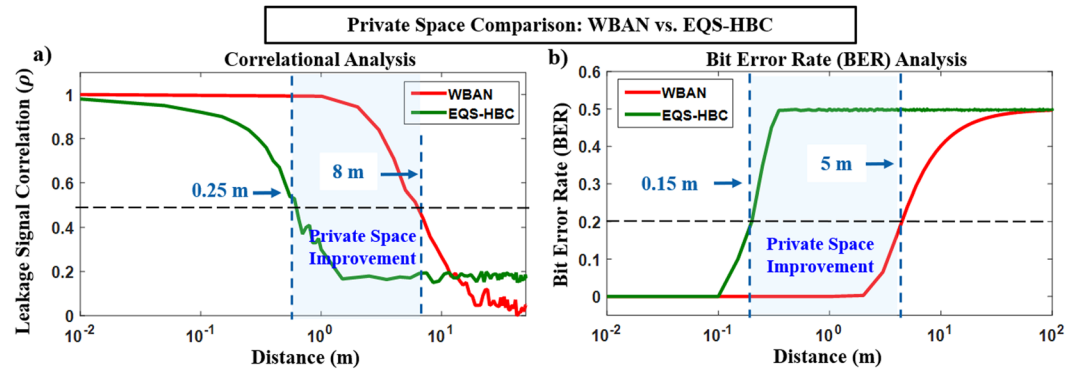 Private Space Comparison: WBAN vs. EQS-HBC
a)
Correlational Analysis
Leakage Signal Correlation (ρ)
1
0.8
0.6
0.4
0.2
0
WBAN
EQS-HBC
0.25 m
8 m
Private Space
Improvement
10^-2
10^-1
10^0
10^1
Distance (m)
b)
Bit Error Rate (BER) Analysis
Bit Error Rate (BER)
0.6
0.5
0.4
0.3
0.2
0.1
0
WBAN
EQS-HBC
0.15 m
5 m
Private Space
Improvement
10^-2
10^-1
10^0
10^1
10^2
Distance (m)